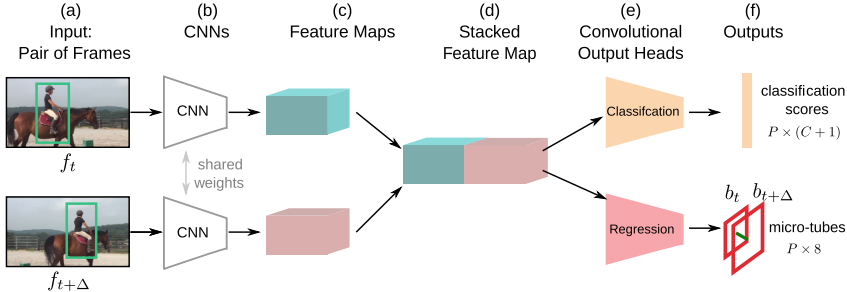 (a)
Input:
Pair of Frames
(b)
CNNs
(c)
Feature Maps
(d)
Stacked
Feature Map
(e)
Convolutional
Output Heads
(f)
Outputs
CNN
f_t
shared
weights
CNN
f_{t+Δ}
Classifcation
classification
scores
P × (C + 1)
Regression
b_t
b_{t+Δ}
micro-tubes
P × 8